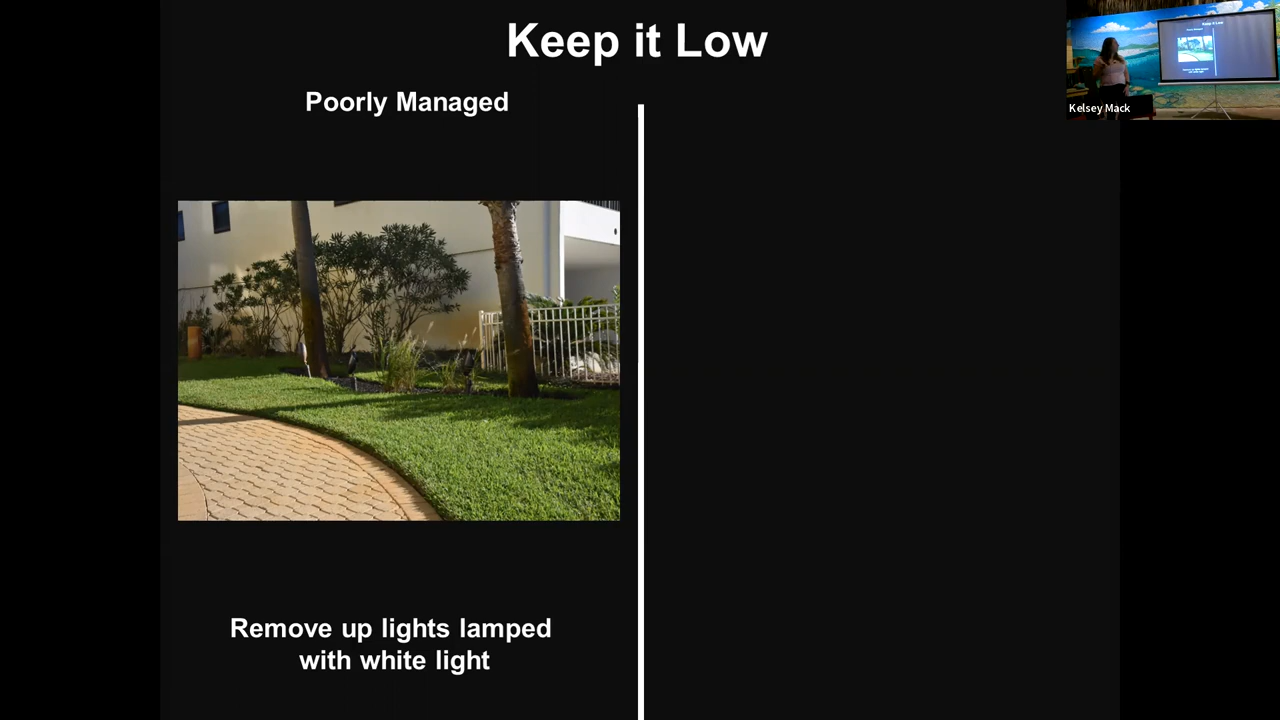 Keep it Low
Poorly Managed
Remove up lights lamped
with white light
Kelsey Mack